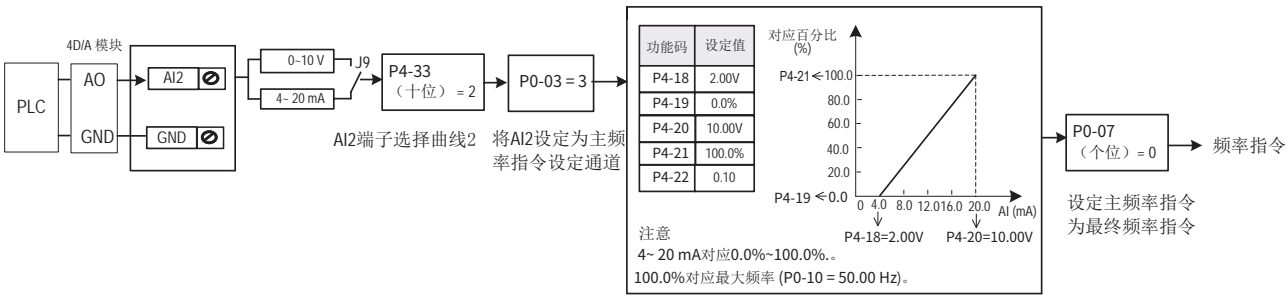 4D/A 模块
PLC
AO
GND
AI2
GND
0~10 V
4~ 20 mA
J9
P4-33
（十位）= 2
AI2端子选择曲线2
P0-03 = 3
将AI2设定为主频
率指令设定通道
功能码 设定值
P4-18 2.00V
P4-19 0.0%
P4-20 10.00V
P4-21 100.0%
P4-22 0.10
对应百分比
(%)
P4-21 100.0
80.0
60.0
40.0
20.0
P4-19 0.0
0 4.0 8.0 12.0 16.0 20.0
AI (mA)
P4-18=2.00V P4-20=10.00V
注意
4~ 20 mA对应0.0%~100.0%.。
100.0%对应最大频率 (P0-10 = 50.00 Hz)。
P0-07
（个位）= 0
设定主频率指令
为最终频率指令
频率指令